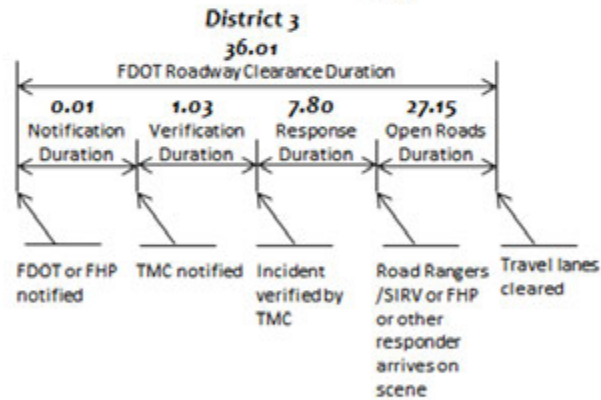 District 3
36.01
FDOT Roadway Clearance Duration
0.01
Notification
Duration
1.03
Verification
Duration
7.80
Response
Duration
27.15
Open Roads
Duration
FDOT or FHP
notified
TMC notified
Incident
verified by
TMC
Road Rangers
/SIRV or FHP
or other
responder
arrives on
scene
Travel lanes
cleared